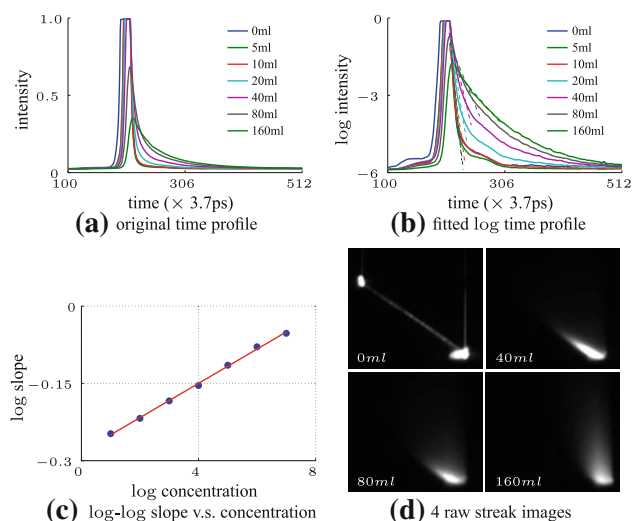 1.0
0.5
0
intensity
100
306
512
time (× 3.7ps)
0ml
5ml
10ml
20ml
40ml
80ml
160ml
(a) original time profile
−0
−3
−6
log intensity
100
306
512
time (× 3.7ps)
0ml
5ml
10ml
20ml
40ml
80ml
160ml
(b) fitted log time profile
0
−0.15
−0.3
log slope
0
4
8
log concentration
(c) log-log slope v.s. concentration
0ml
40ml
80ml
160ml
(d) 4 raw streak images